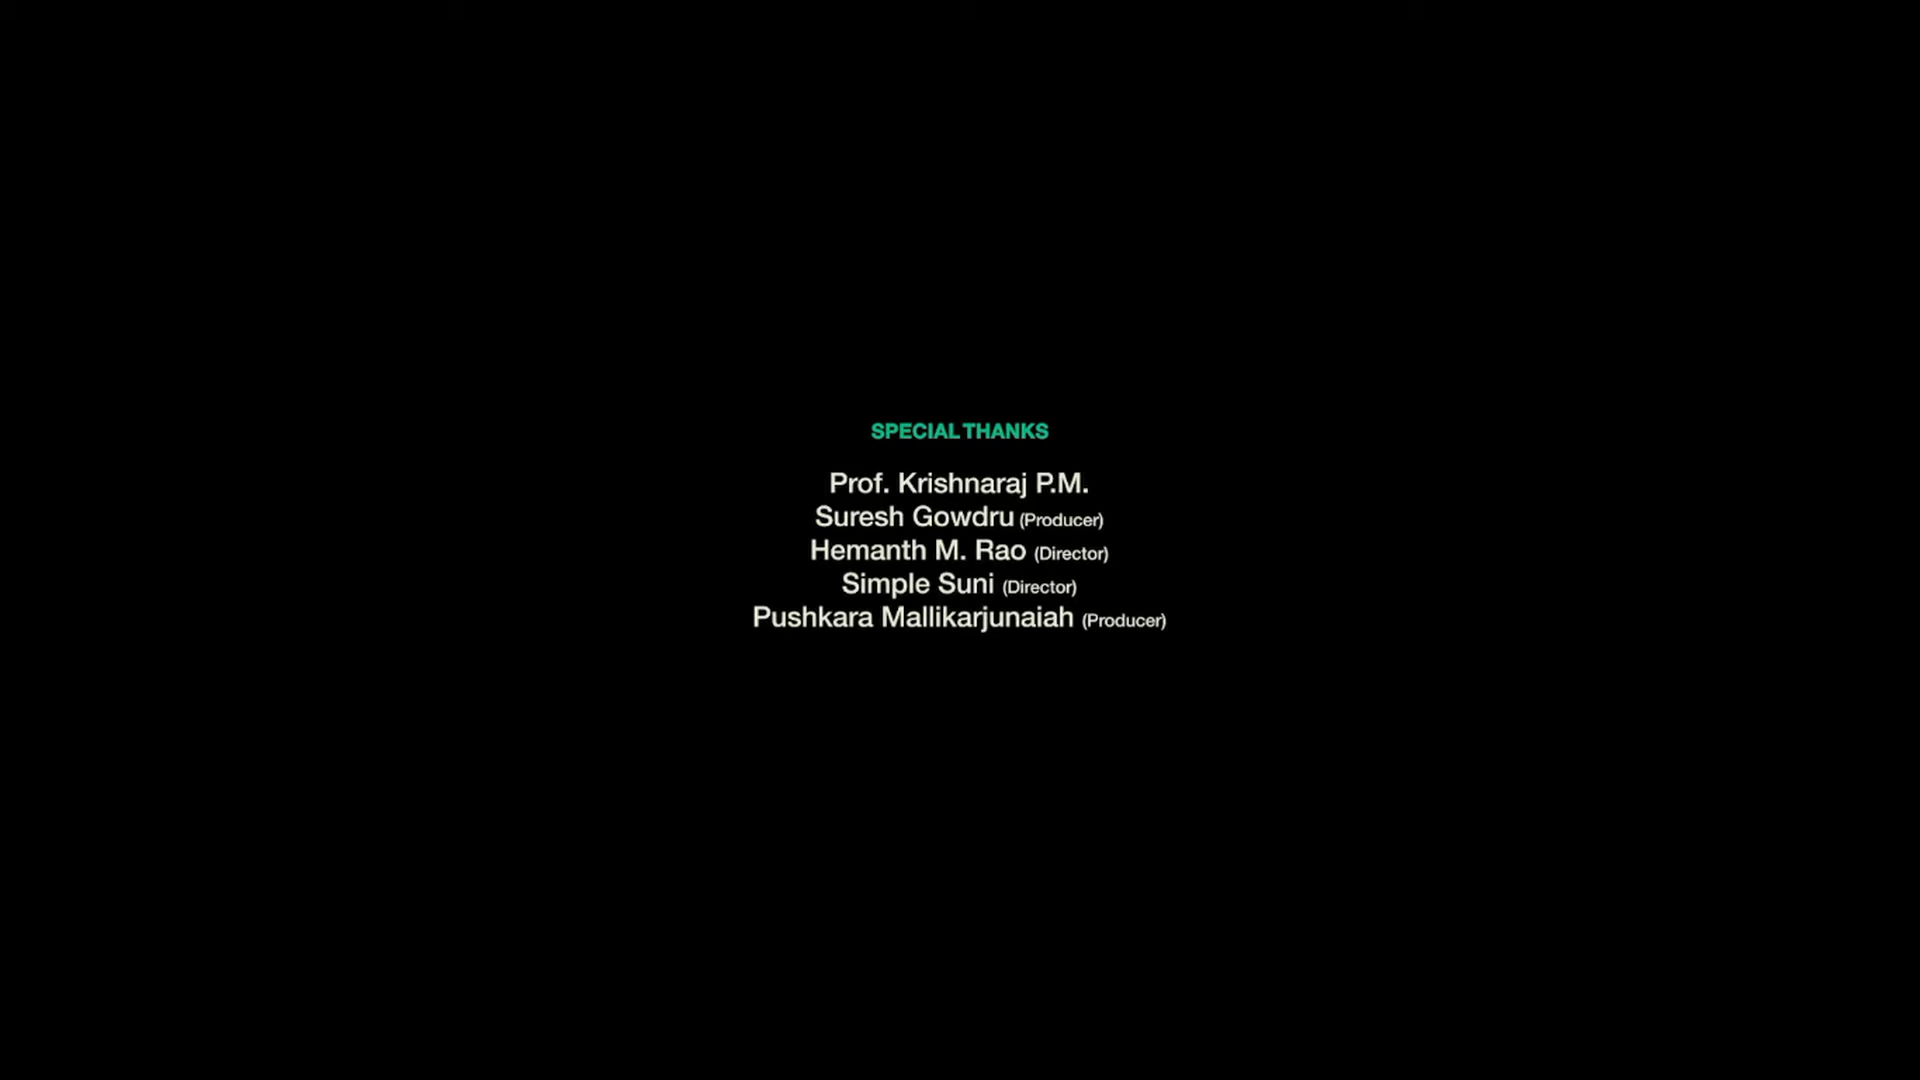 SPECIAL THANKS
Prof. Krishnaraj P.M.
Suresh Gowdru (Producer)
Hemanth M. Rao (Director)
Simple Suni (Director)
Pushkara Mallikarjunaiah (Producer)